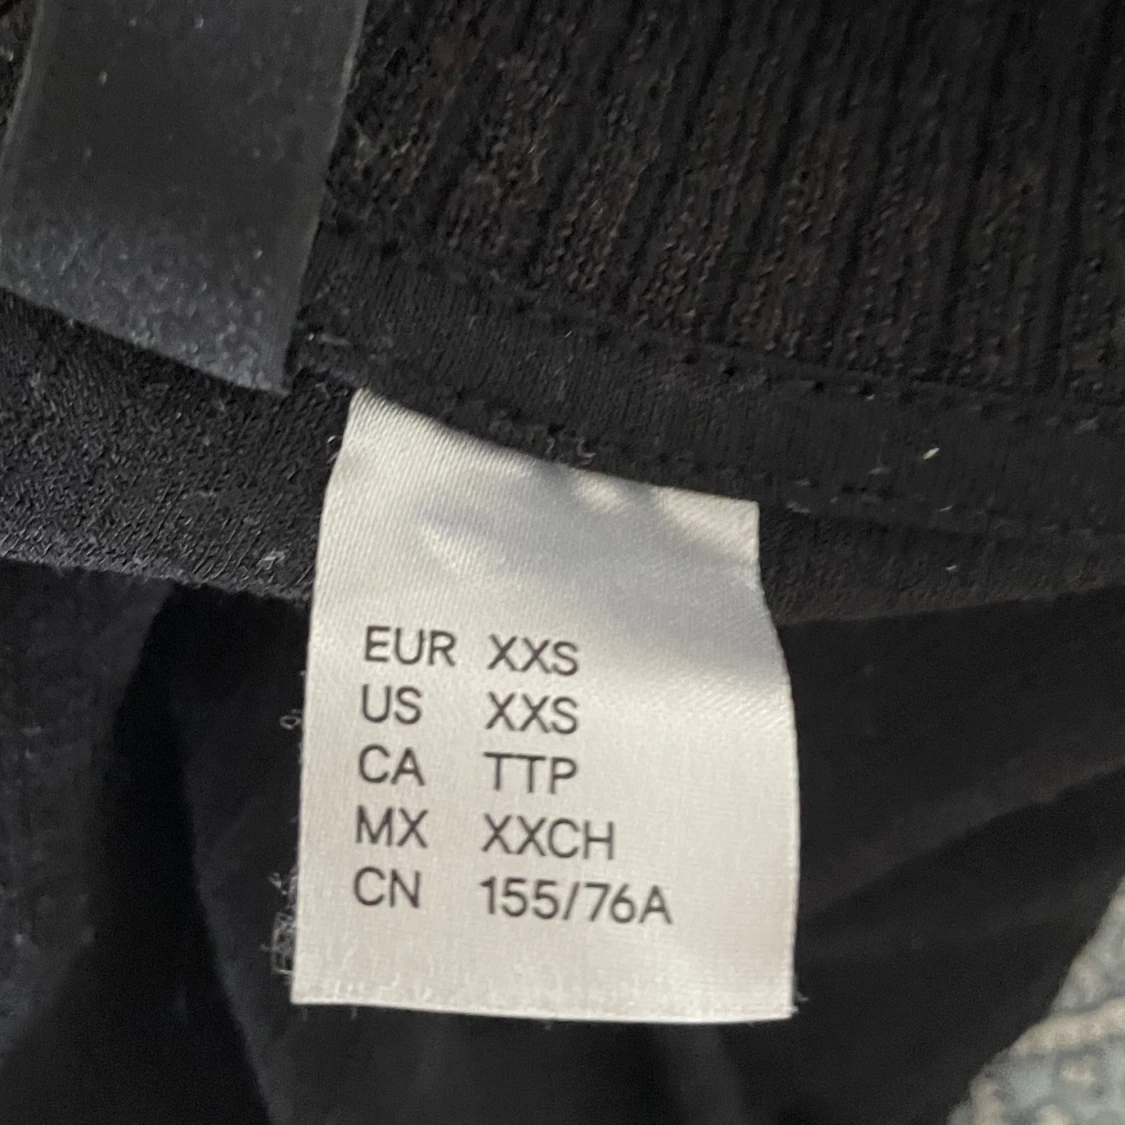 EUR XXS
US XXS
CA TTP
MX XXCH
CN 155/76A